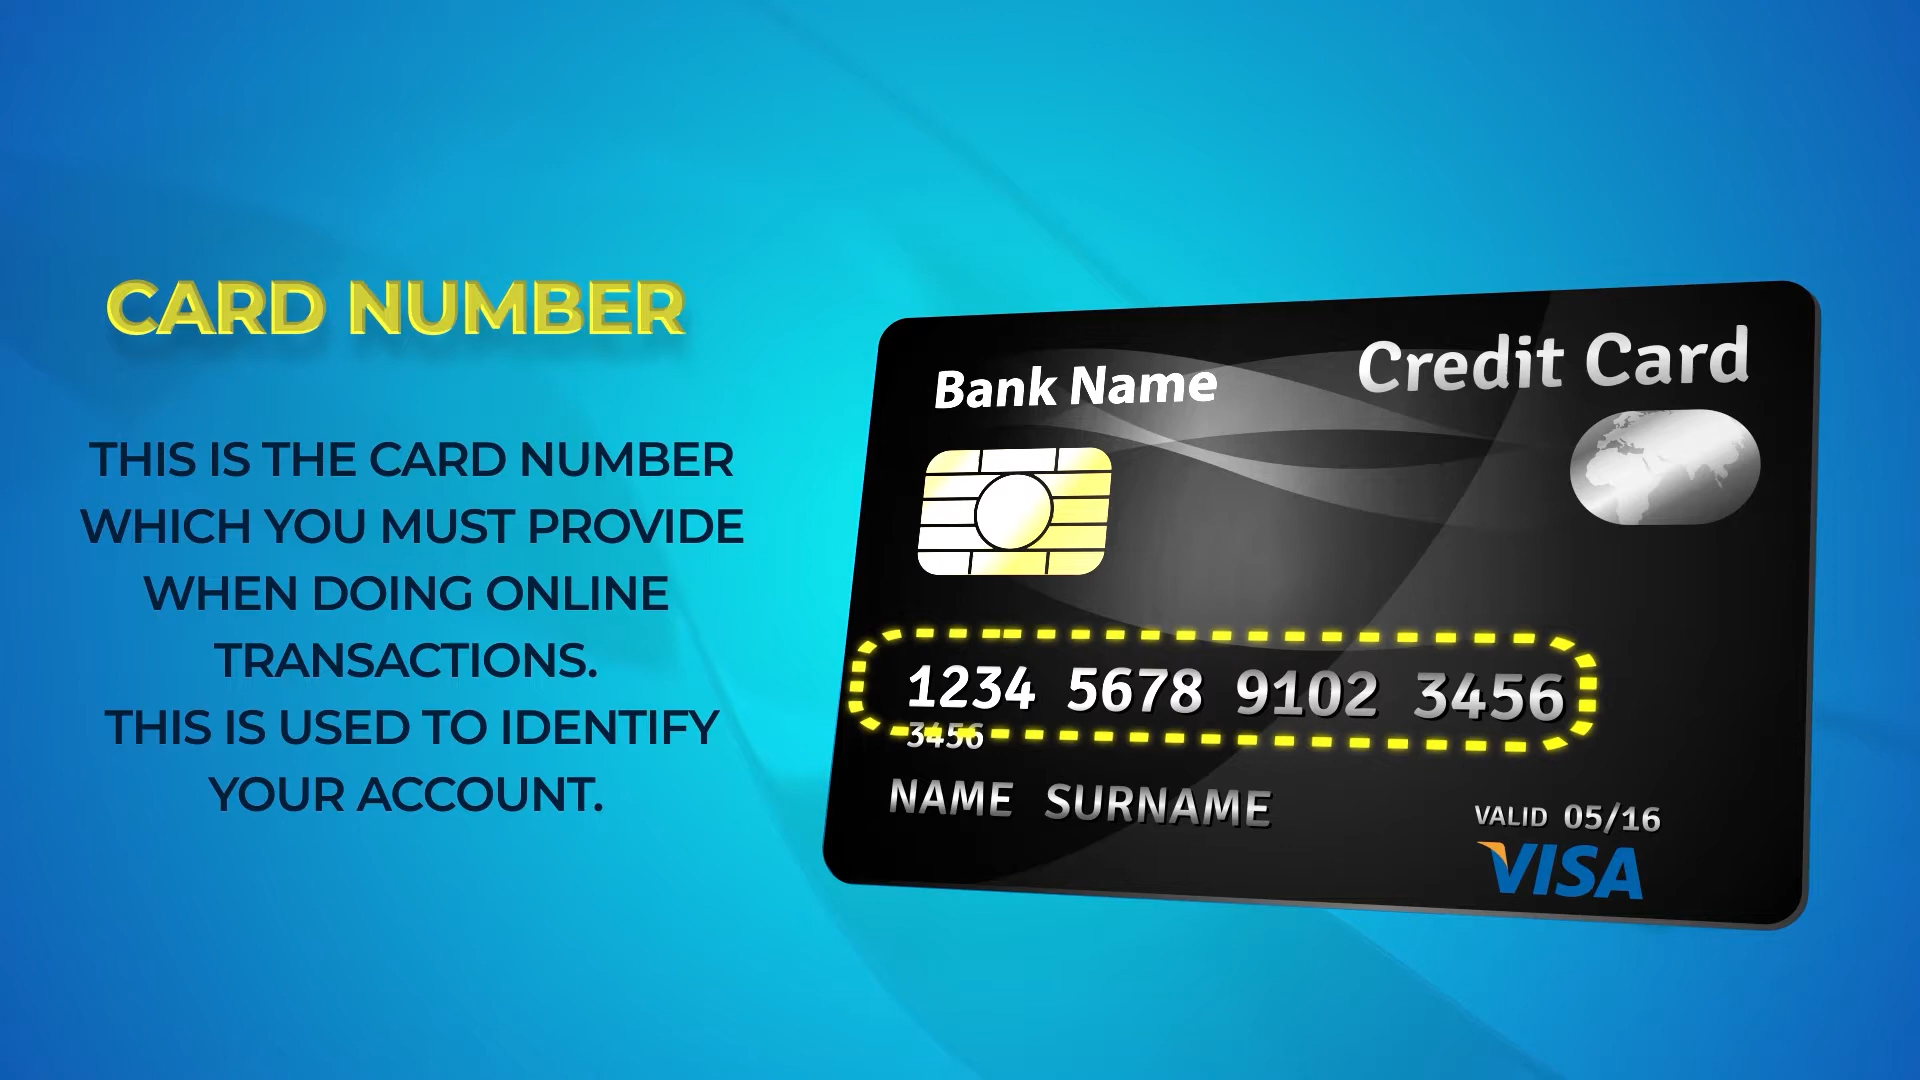 CARD NUMBER
THIS IS THE CARD NUMBER
WHICH YOU MUST PROVIDE
WHEN DOING ONLINE
TRANSACTIONS.
THIS IS USED TO IDENTIFY
YOUR ACCOUNT.
Bank Name
Credit Card
1234 5678 9102 3456
3456
NAME SURNAME
VALID 05/16
VISA